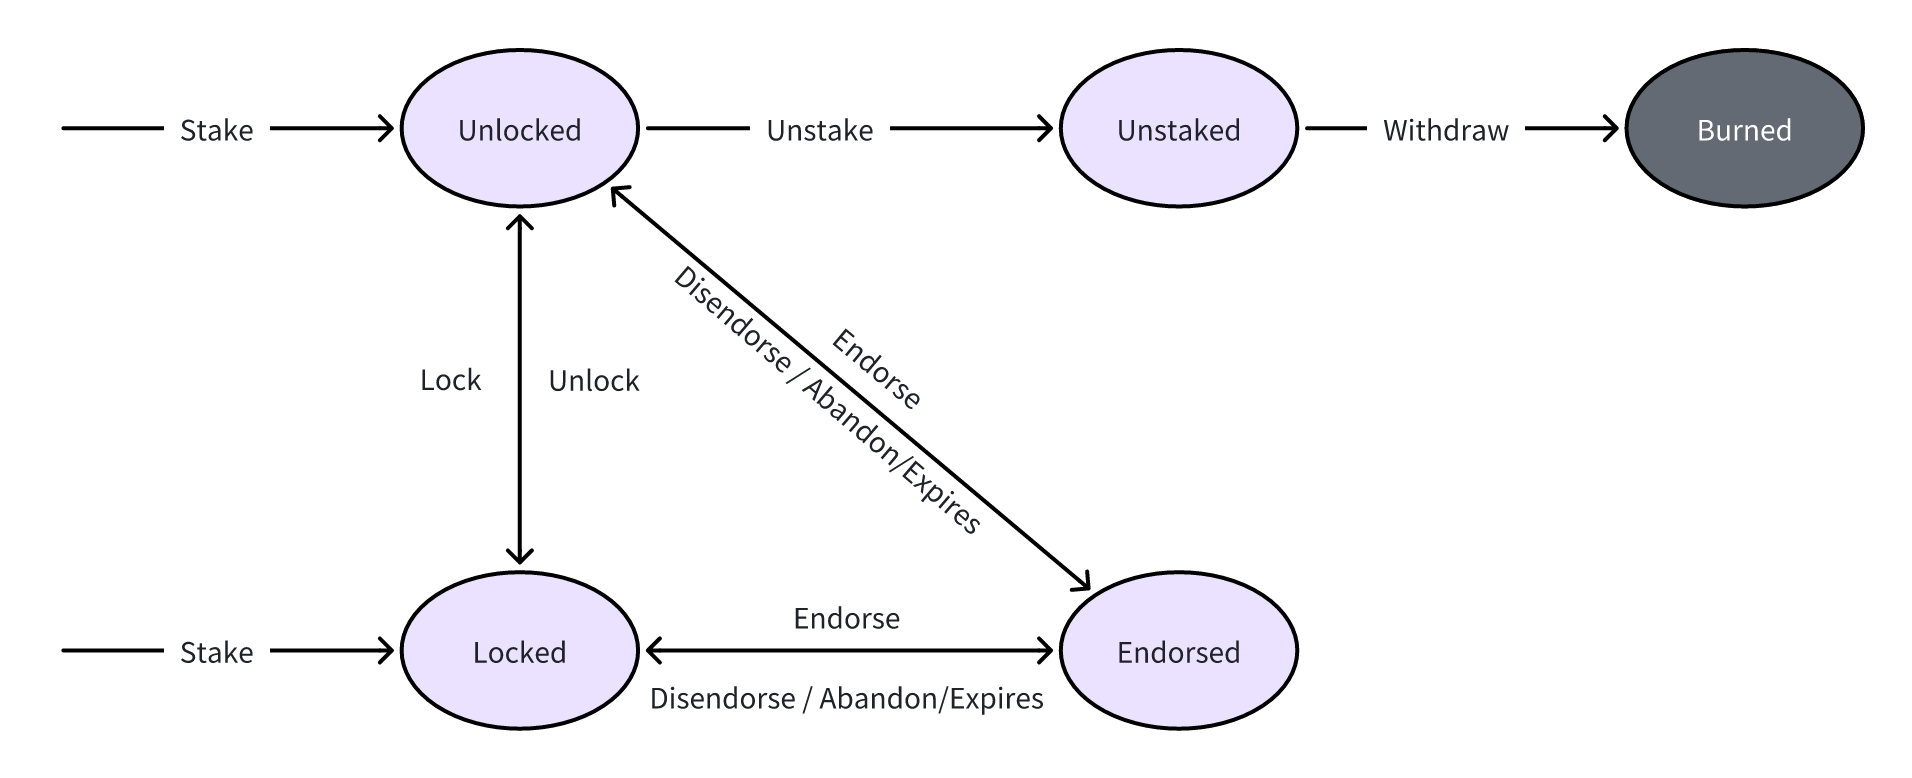 Stake
Unlocked
Unstake
Unstaked
Withdraw
Burned
Disendorse / Abandon/Expires
Endorse
Lock
Unlock
Stake
Locked
Endorse
Disendorse / Abandon/Expires
Endorsed